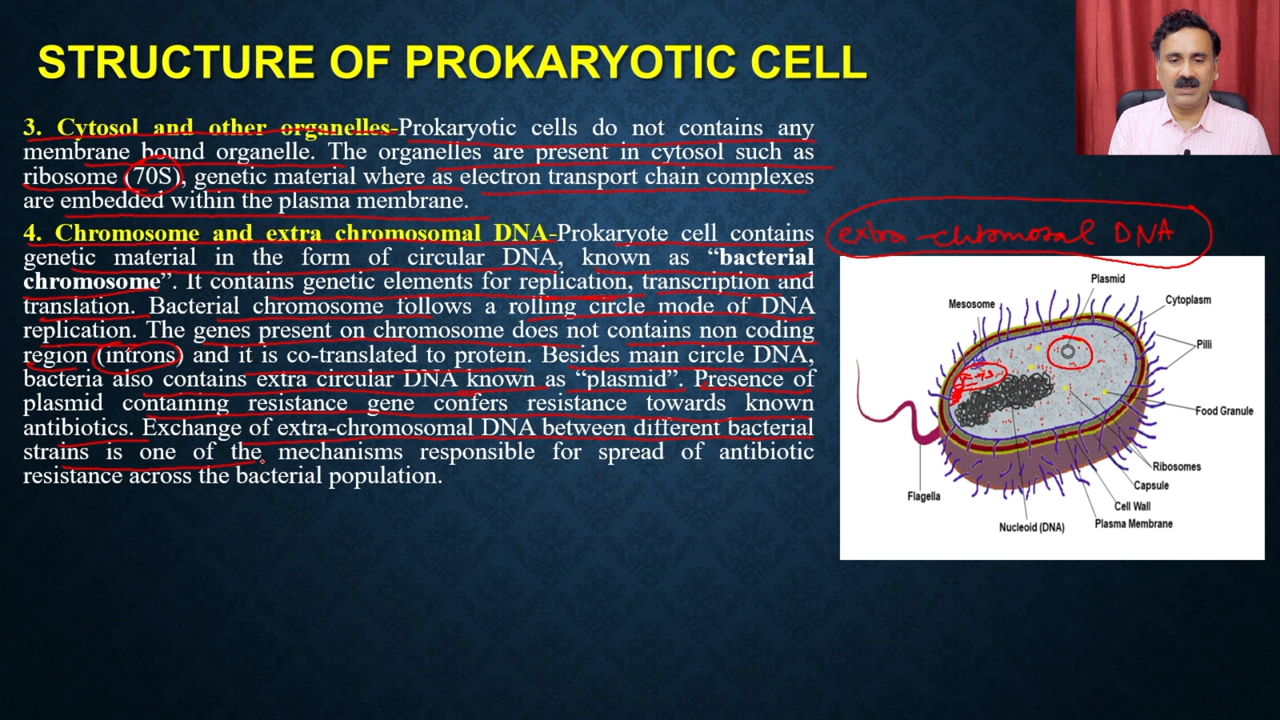 STRUCTURE OF PROKARYOTIC CELL
3. Cytosol and other organelles-Prokaryotic cells do not contains any
membrane bound organelle. The organelles are present in cytosol such as
ribosome (70S), genetic material where as electron transport chain complexes
are embedded within the plasma membrane.
4. Chromosome and extra chromosomal DNA-Prokaryote cell contains
genetic material in the form of circular DNA, known as “bacterial
chromosome”. It contains genetic elements for replication, transcription and
translation. Bacterial chromosome follows a rolling circle mode of DNA
replication. The genes present on chromosome does not contains non coding
region (introns) and it is co-translated to protein. Besides main circle DNA,
bacteria also contains extra circular DNA known as “plasmid”. Presence of
plasmid containing resistance gene confers resistance towards known
antibiotics. Exchange of extra-chromosomal DNA between different bacterial
strains is one of the mechanisms responsible for spread of antibiotic
resistance across the bacterial population.
extra-chromosal DNA
Plasmid
Mesosome
Cytoplasm
Pilli
Food Granule
Ribosomes
Capsule
Cell Wall
Plasma Membrane
Nucleoid (DNA)
Flagella